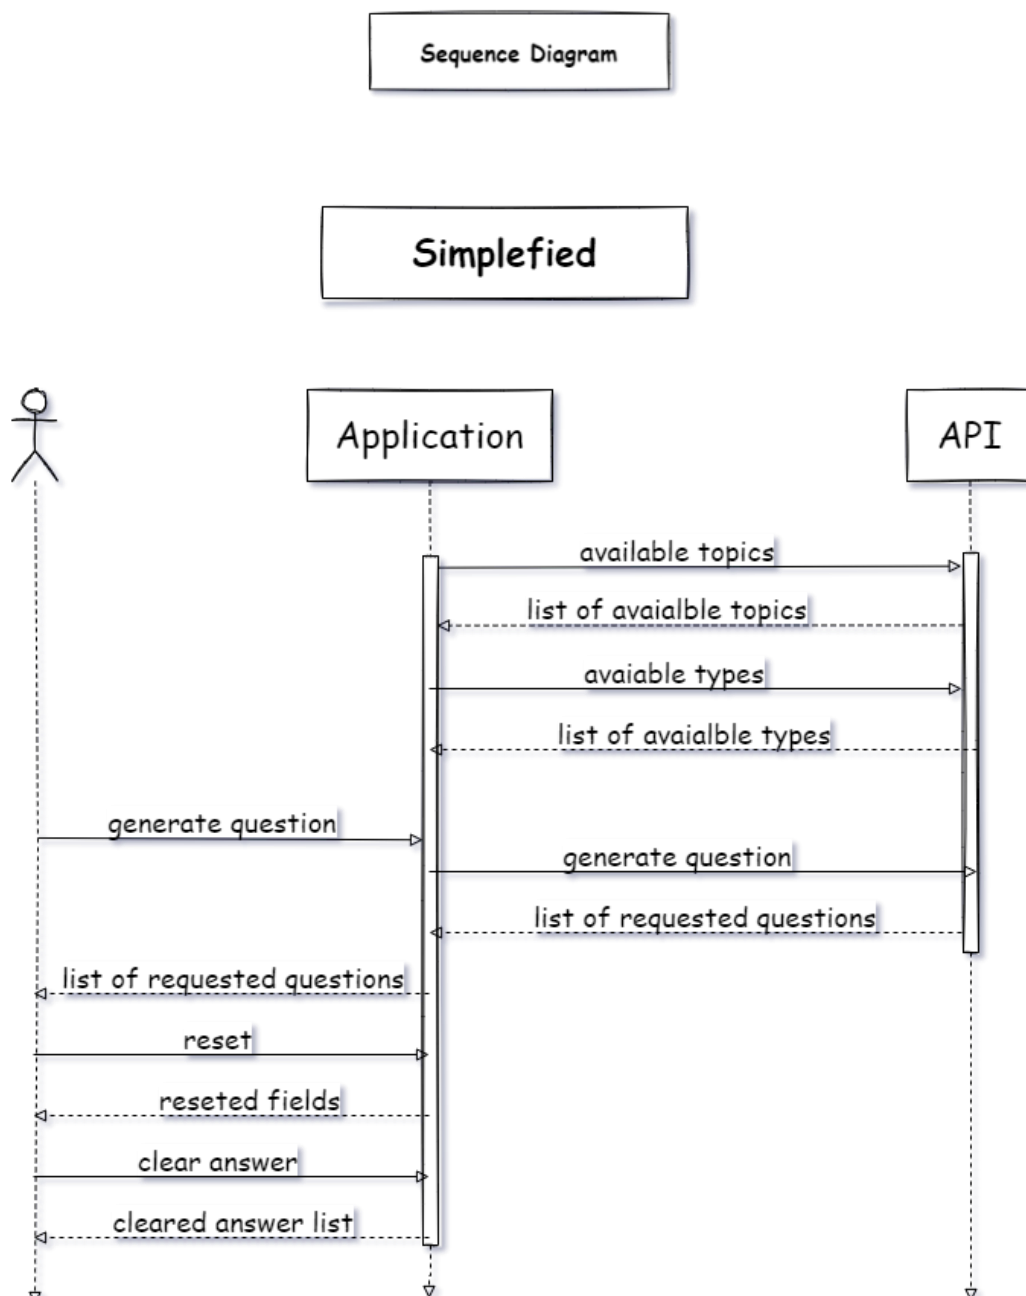 Sequence Diagram
Simplefied
Application
API
available topics
list of avaialble topics
avaiable types
list of avaialble types
generate question
generate question
list of requested questions
list of requested questions
reset
reseted fields
clear answer
cleared answer list